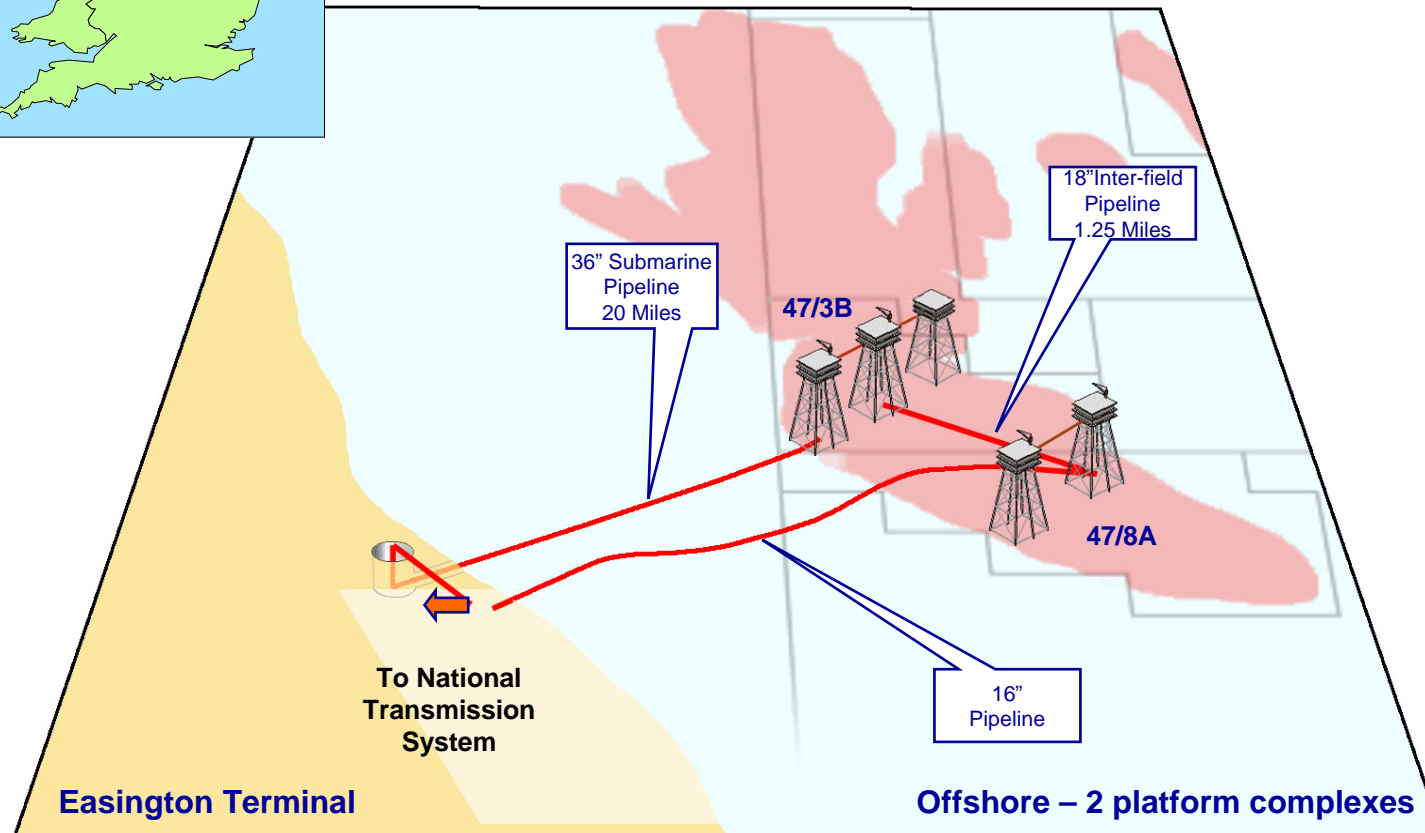 18”Inter-field
Pipeline
1.25 Miles
36” Submarine
Pipeline
20 Miles
47/3B
47/8A
16”
Pipeline
To National
Transmission
System
Easington Terminal
Offshore – 2 platform complexes